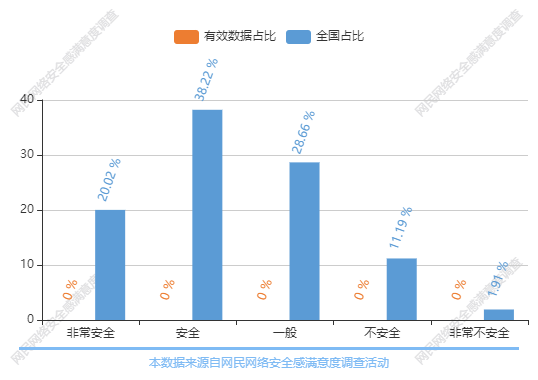 有效数据占比 全国占比
网民网络安全感满意度调查 网民网络安全感满意度调查
40
30
20
10
0
0 % 20.02 % 0 % 38.22 % 0 % 28.66 % 0 % 11.19 % 0 % 1.91 %
非常安全 安全 一般 不安全 非常不安全
网民网络安全感满意度调查 网民网络安全感满意度调查
本数据来源自网民网络安全感满意度调查活动